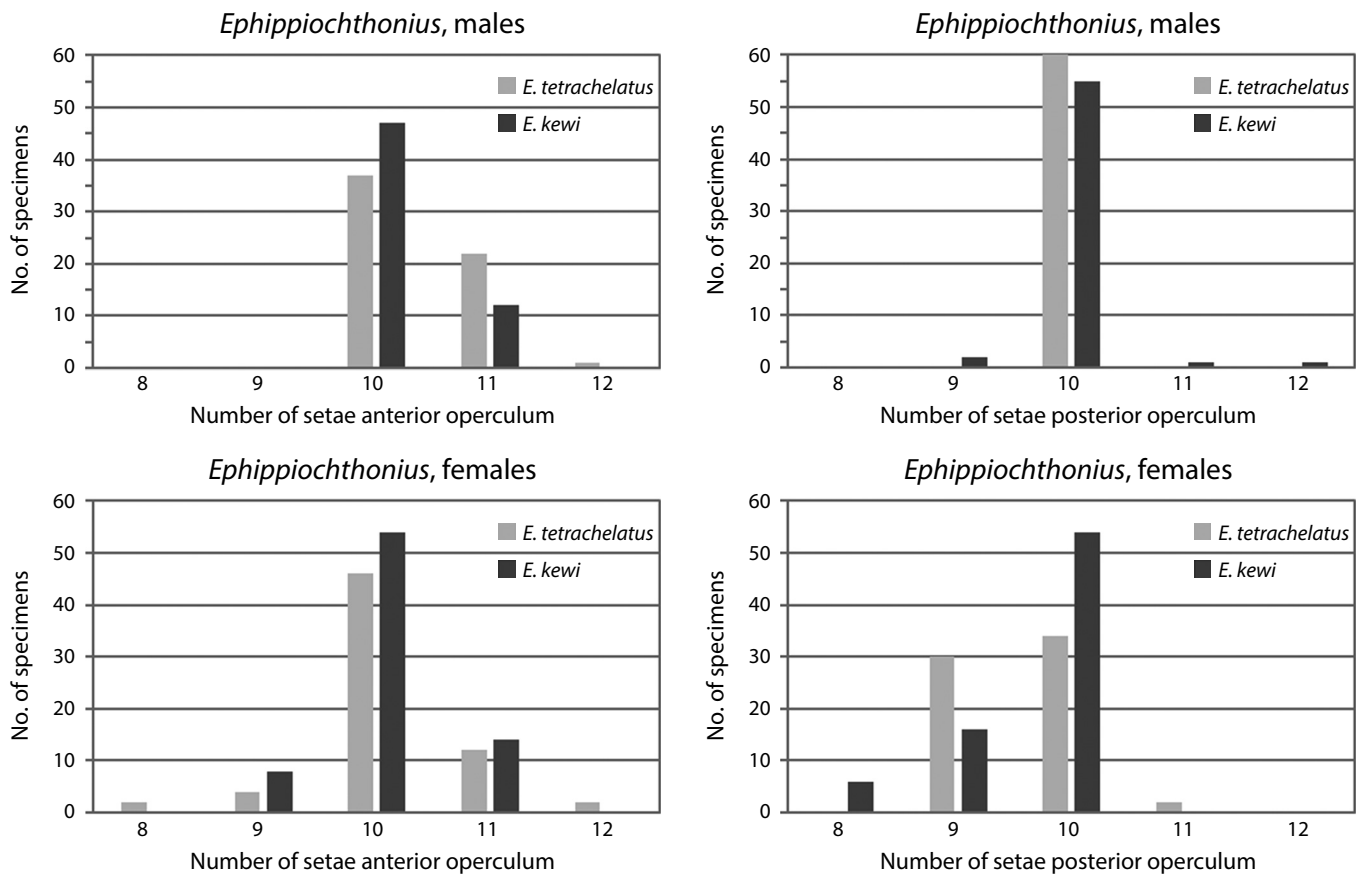 Ephippiochthonius, males
60
50
40
30
20
10
0
No. of specimens
E. tetrachelatus
E. kewi
8 9 10 11 12
Number of setae anterior operculum
Ephippiochthonius, males
60
50
40
30
20
10
0
No. of specimens
E. tetrachelatus
E. kewi
8 9 10 11 12
Number of setae posterior operculum
Ephippiochthonius, females
60
50
40
30
20
10
0
No. of specimens
E. tetrachelatus
E. kewi
8 9 10 11 12
Number of setae anterior operculum
Ephippiochthonius, females
60
50
40
30
20
10
0
No. of specimens
E. tetrachelatus
E. kewi
8 9 10 11 12
Number of setae posterior operculum